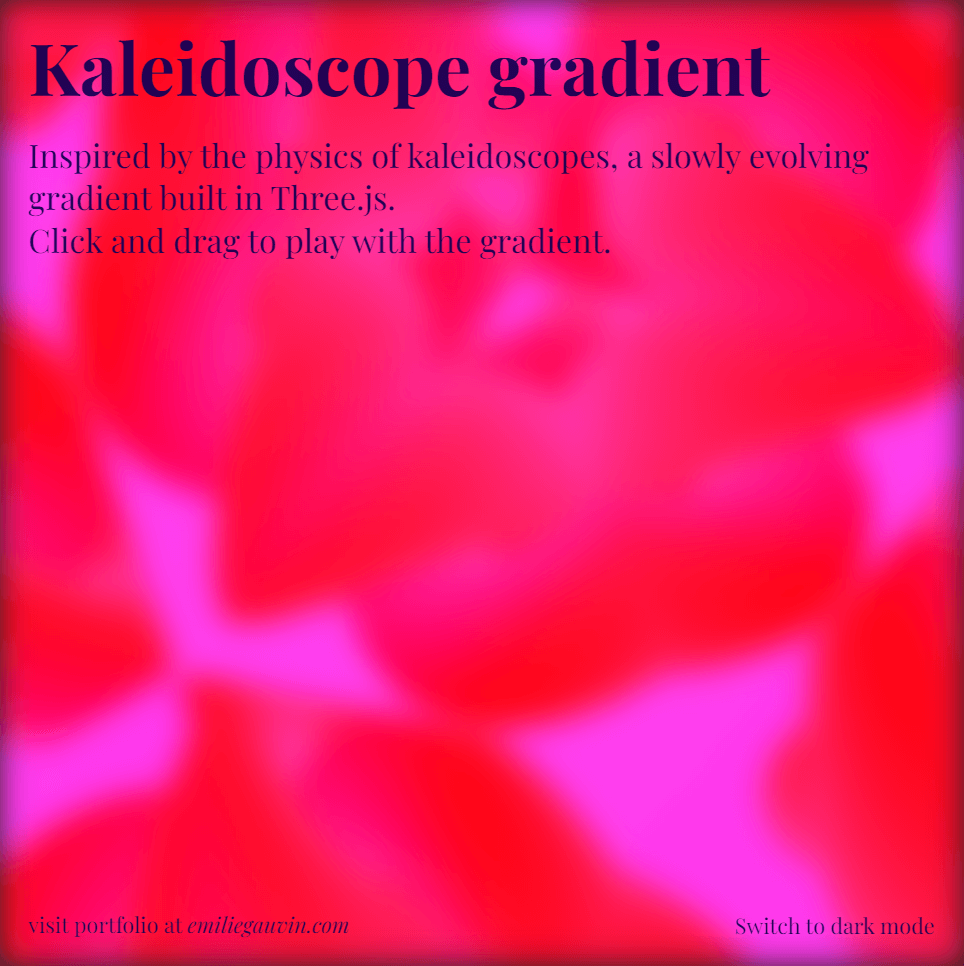 Kaleidoscope gradient
Inspired by the physics of kaleidoscopes, a slowly evolving
gradient built in Three.js.
Click and drag to play with the gradient.
visit portfolio at emiliegauvin.com
Switch to dark mode